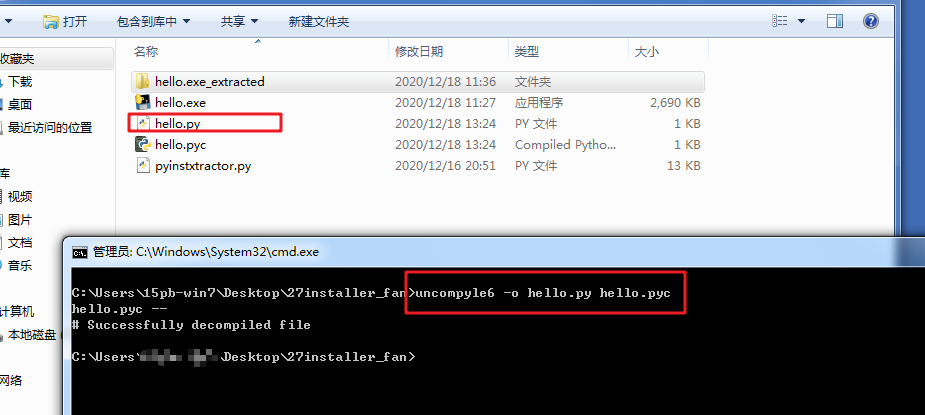 打开 包含到库中 共享 新建文件夹
名称 修改日期 类型 大小
收藏夹
下载
桌面
最近访问的位置
库
视频
图片
文档
音乐
计算机
本地磁盘 (
网络
hello.exe_extracted 2020/12/18 11:36 文件夹
hello.exe 2020/12/18 11:27 应用程序 2,690 KB
hello.py 2020/12/18 13:24 PY 文件 1 KB
hello.pyc 2020/12/18 13:24 Compiled Pytho... 1 KB
pyinstxtractor.py 2020/12/16 20:51 PY 文件 13 KB
管理员: C:\Windows\System32\cmd.exe
C:\Users\15pb-win7\Desktop\27installer_fan>uncompyle6 -o hello.py hello.pyc
hello.pyc --
# Successfully decompiled file
C:\Users\ \Desktop\27installer_fan>